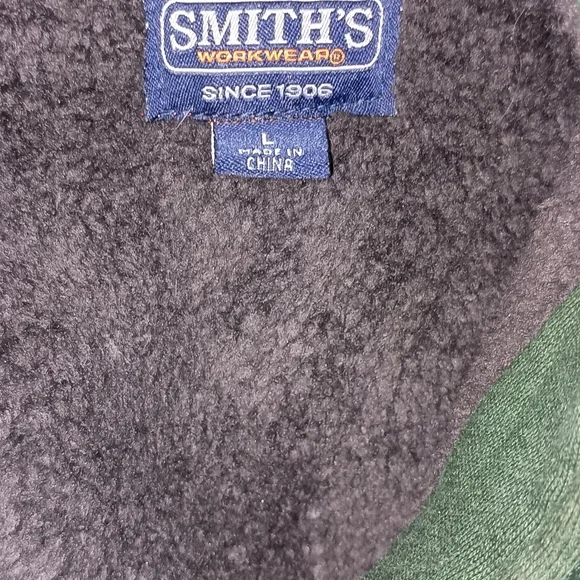 SMITH'S
WORKWEAR®
SINCE 1906
L
MADE IN
CHINA